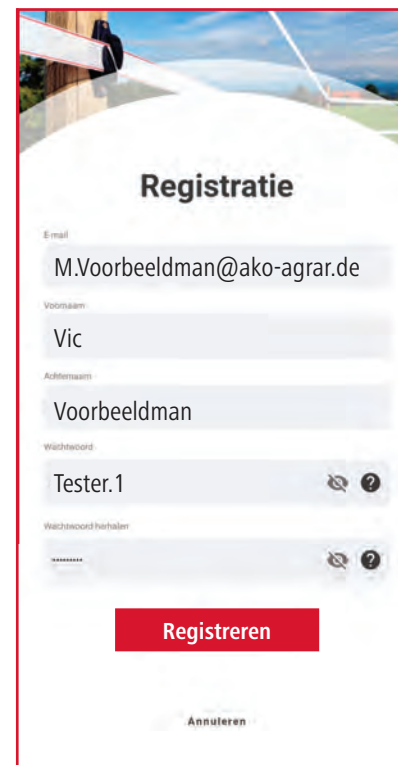 Registratie
E-mail
M.Voorbeeldman@ako-agrar.de
Voornaam
Vic
Achternaam
Voorbeeldman
Wachtwoord
Tester.1
Wachtwoord herhalen
•••••••••
Registreren
Annuleren